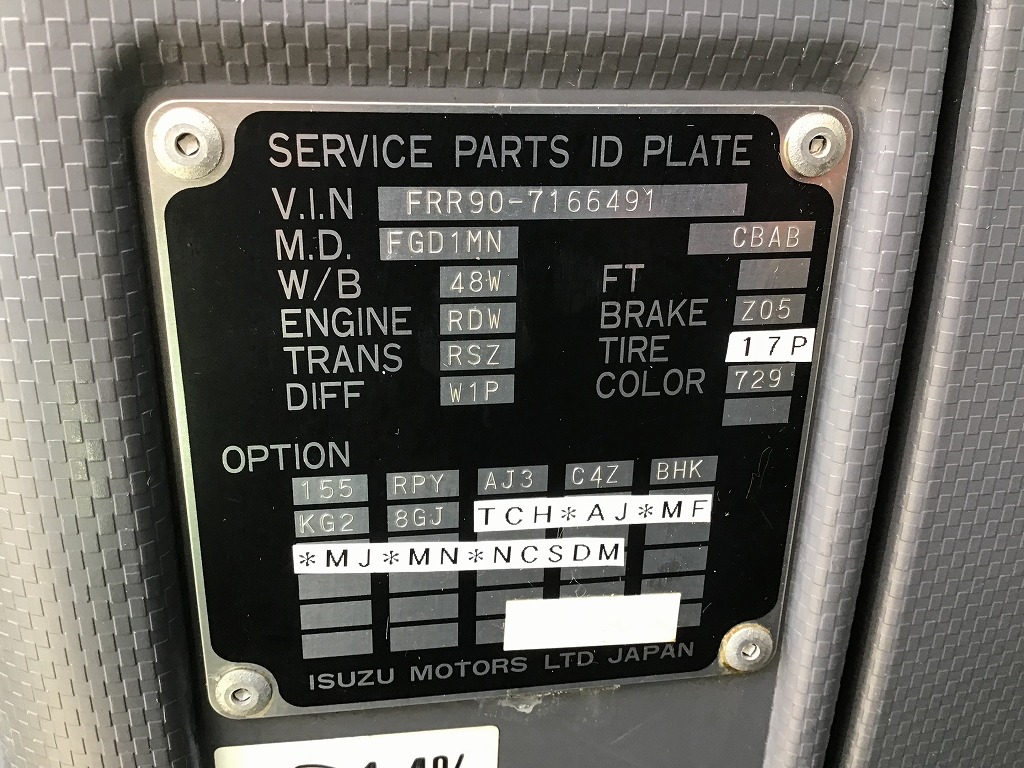 SERVICE PARTS ID PLATE
V.I.N FRR90-7166491
M.D. FGD1MN CBAB
W/B 48W FT
ENGINE RDW BRAKE Z05
TRANS RSZ TIRE 17P
DIFF W1P COLOR 729
OPTION
155 RPY AJ3 C4Z BHK
KG2 8GJ TCH*AJ*MF
*MJ*MN*NCSDM
ISUZU MOTORS LTD JAPAN